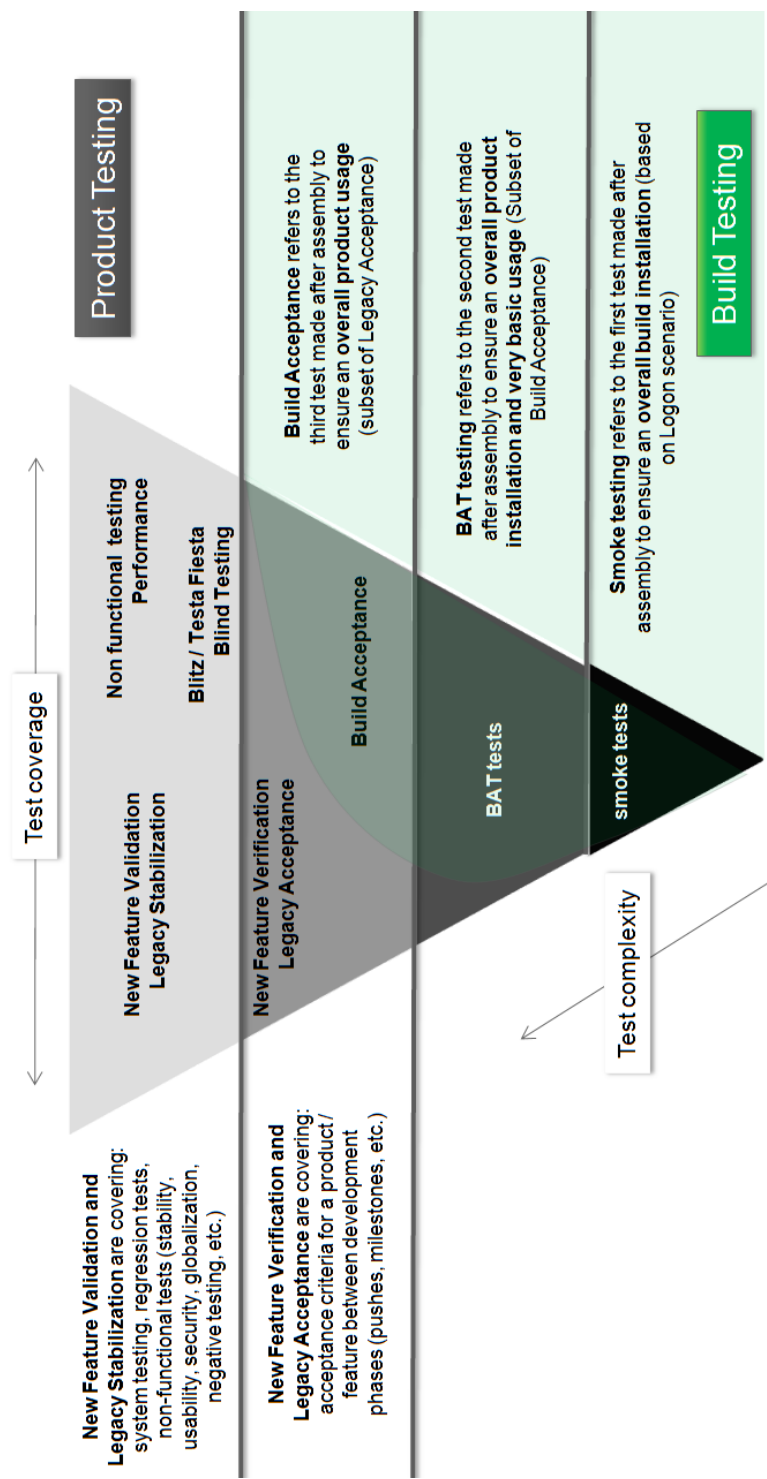 Test coverage
Product Testing
New Feature Validation and
Legacy Stabilization are covering:
system testing, regression tests,
non-functional tests (stability,
usability, security, globalization,
negative testing, etc.)
New Feature Validation
Legacy Stabilization
Non functional testing
Performance
Blitz / Testa Fiesta
Blind Testing
New Feature Verification and
Legacy Acceptance are covering:
acceptance criteria for a product /
feature between development
phases (pushes, milestones, etc.)
New Feature Verification
Legacy Acceptance
Build Acceptance
Build Acceptance refers to the
third test made after assembly to
ensure an overall product usage
(subset of Legacy Acceptance)
BAT tests
BAT testing refers to the second test made
after assembly to ensure an overall product
installation and very basic usage (Subset of
Build Acceptance)
Test complexity
smoke tests
Smoke testing refers to the first test made after
assembly to ensure an overall build installation (based
on Logon scenario)
Build Testing